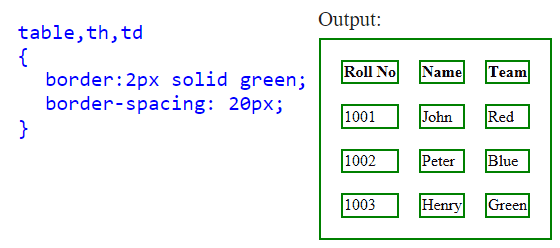 table,th,td
{
border:2px solid green;
border-spacing: 20px;
}
Output:
Roll No Name Team
1001 John Red
1002 Peter Blue
1003 Henry Green